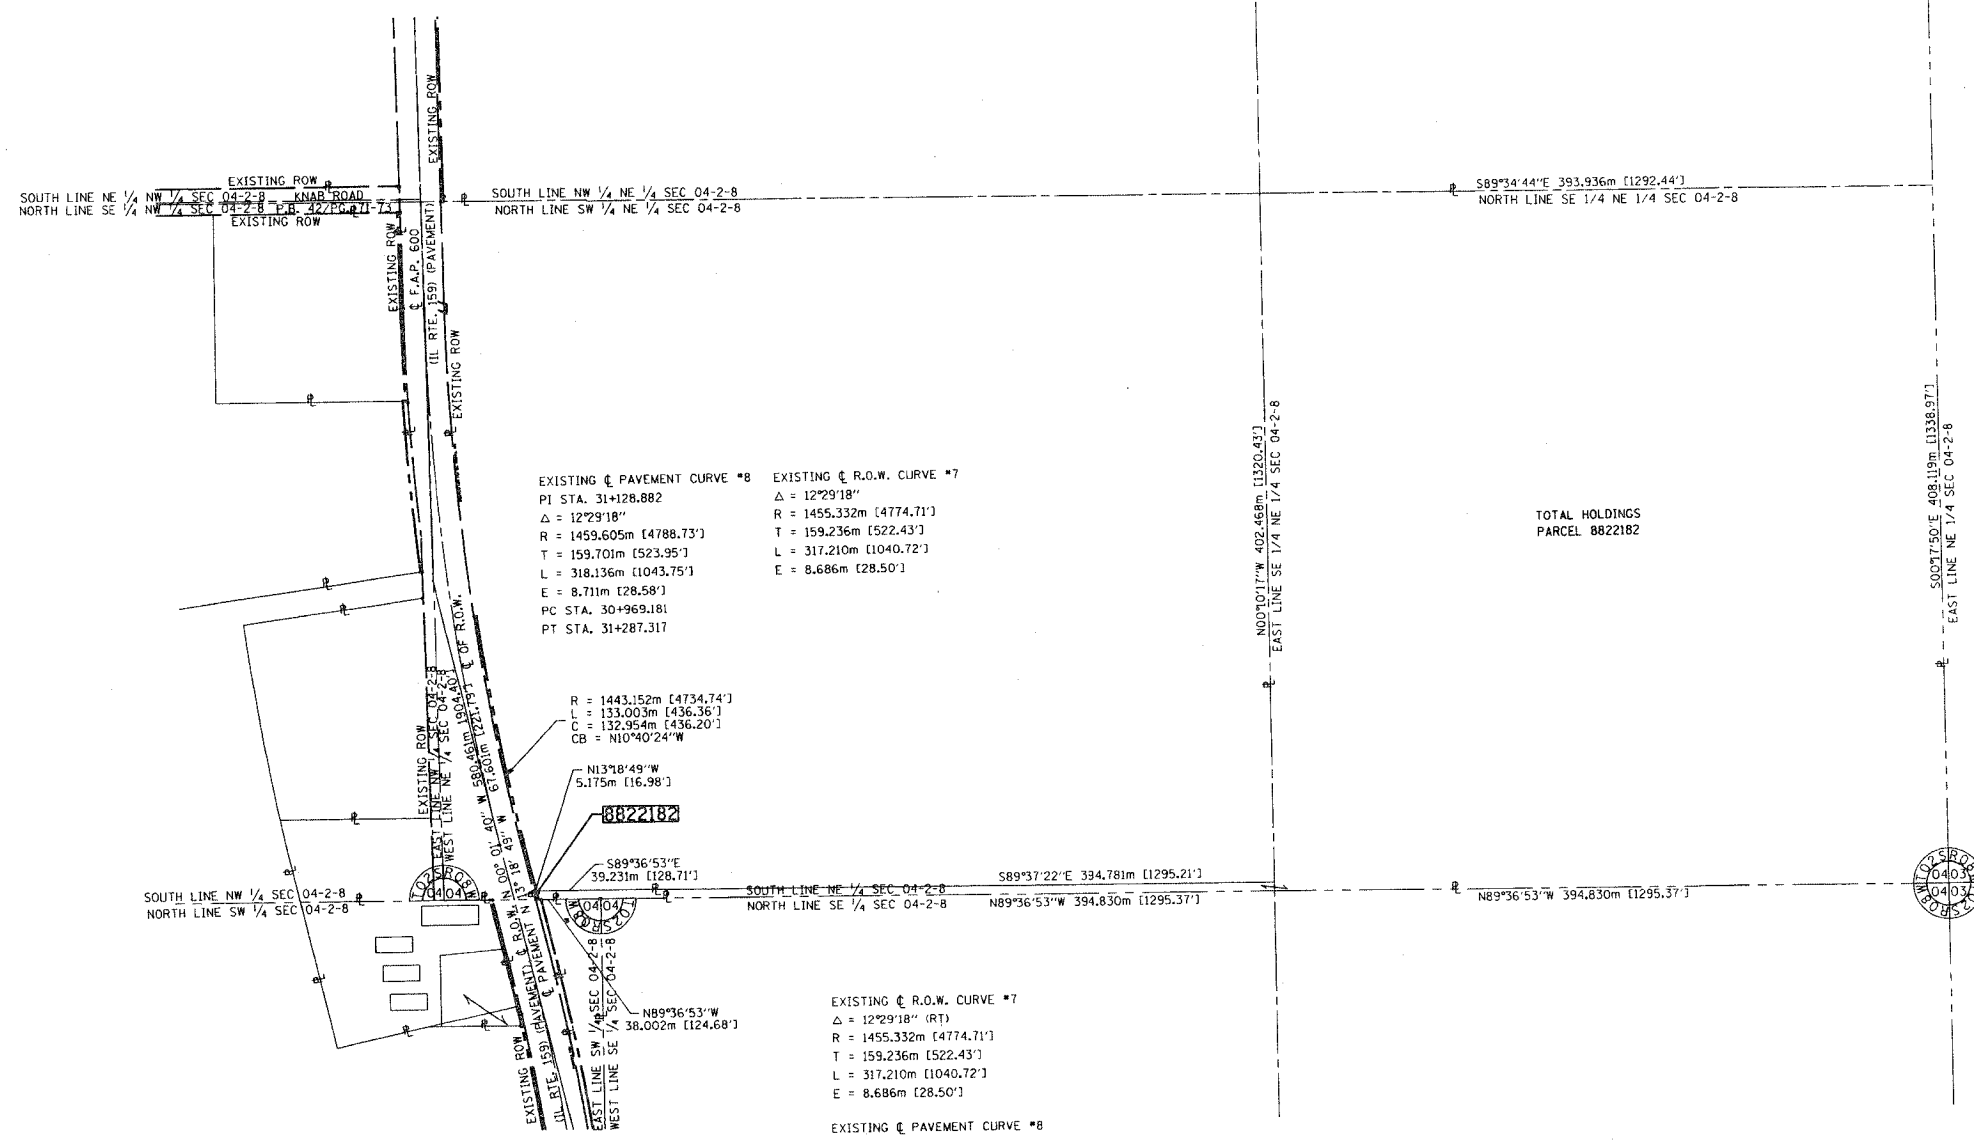 EXISTING ROW
EXISTING ROW
SOUTH LINE NE 1/4 NW 1/4 SEC 04-2-8 KNAB ROAD
NORTH LINE SE 1/4 NW 1/4 SEC 04-2-8 P.B. 42/PG. 71-73
EXISTING ROW
SOUTH LINE NW 1/4 NE 1/4 SEC 04-2-8
NORTH LINE SW 1/4 NE 1/4 SEC 04-2-8
S89°34'44"E 393.936m [1292.44']
NORTH LINE SE 1/4 NE 1/4 SEC 04-2-8
EXISTING ROW
℄ F.A.P. 600
(IL RTE. 159) (PAVEMENT)
EXISTING ROW
EXISTING ℄ PAVEMENT CURVE #8
PI STA. 31+128.882
Δ = 12°29'18"
R = 1459.605m [4788.73']
T = 159.701m [523.95']
L = 318.136m [1043.75']
E = 8.711m [28.58']
PC STA. 30+969.181
PT STA. 31+287.317
EXISTING ℄ R.O.W. CURVE #7
Δ = 12°29'18"
R = 1455.332m [4774.71']
T = 159.236m [522.43']
L = 317.210m [1040.72']
E = 8.686m [28.50']
N00°10'17"W 402.468m [1320.43']
EAST LINE SE 1/4 NE 1/4 SEC 04-2-8
TOTAL HOLDINGS
PARCEL 8822182
S00°17'50"E 408.119m [1338.97']
EAST LINE NE 1/4 SEC 04-2-8
R = 1443.152m [4734.74']
L = 133.003m [436.36']
C = 132.954m [436.20']
CB = N10°40'24"W
N13°18'49"W
5.175m [16.98']
8822182
EXISTING ROW
EAST LINE NW 1/4 SEC 04-2-8
WEST LINE NE 1/4 SEC 04-2-8
N 00° 01' 40" W 580.461m 1904.40'
N 13° 18' 49" W 67.601m [221.79'] ℄ OF R.O.W.
S89°36'53"E
39.231m [128.71']
SOUTH LINE NW 1/4 SEC 04-2-8
NORTH LINE SW 1/4 SEC 04-2-8
T02SR08W
04 04
04 04
T02SR08W
SOUTH LINE NE 1/4 SEC 04-2-8
NORTH LINE SE 1/4 SEC 04-2-8
S89°37'22"E 394.781m [1295.21']
N89°36'53"W 394.830m [1295.37']
N89°36'53"W 394.830m [1295.37']
T02SR08W
04 03
04 03
T02SR08W
N89°36'53"W
38.002m [124.68']
EXISTING ROW
(IL RTE. 159) (PAVEMENT) ℄ R.O.W.
℄ PAVEMENT
EAST LINE SW 1/4 SEC 04-2-8
WEST LINE SE 1/4 SEC 04-2-8
EXISTING ℄ R.O.W. CURVE #7
Δ = 12°29'18" (RT)
R = 1455.332m [4774.71']
T = 159.236m [522.43']
L = 317.210m [1040.72']
E = 8.686m [28.50']
EXISTING ℄ PAVEMENT CURVE #8